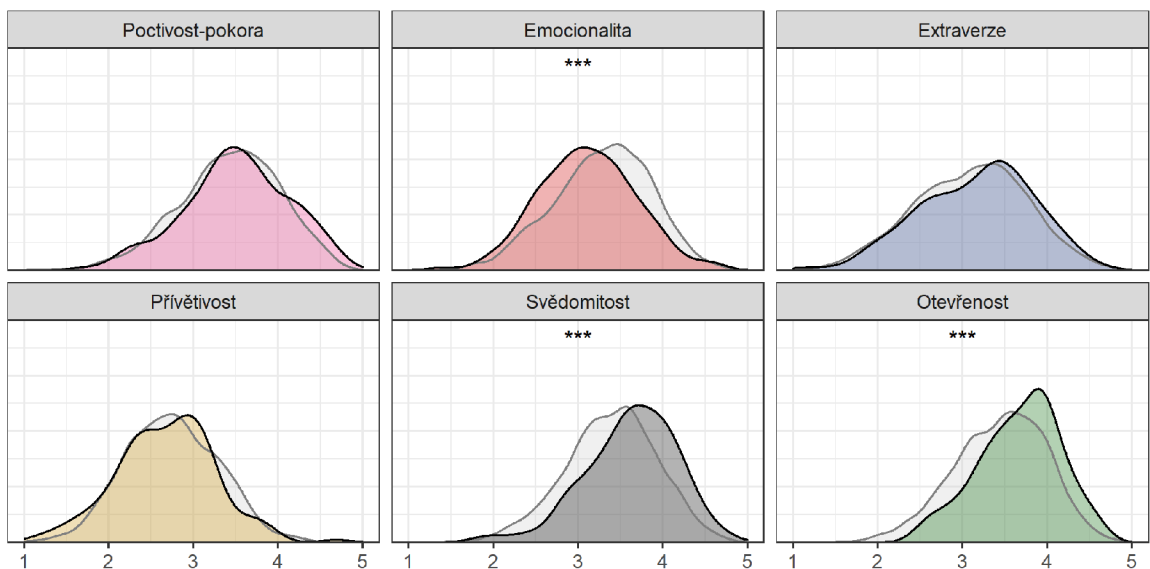 Poctivost-pokora Emocionalita Extraverze
***
Přívětivost Svědomitost Otevřenost
*** ***
1 2 3 4 5 1 2 3 4 5 1 2 3 4 5